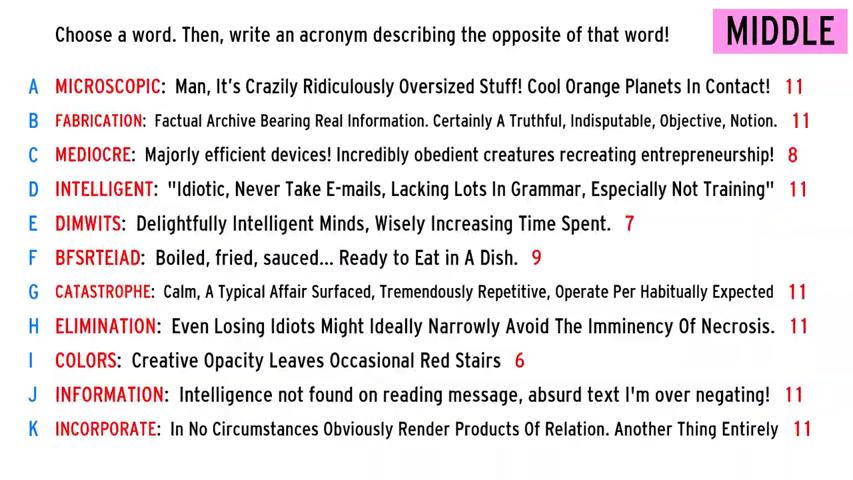 Choose a word. Then, write an acronym describing the opposite of that word! MIDDLE
A MICROSCOPIC: Man, It's Crazily Ridiculously Oversized Stuff! Cool Orange Planets In Contact! 11
B FABRICATION: Factual Archive Bearing Real Information. Certainly A Truthful, Indisputable, Objective, Notion. 11
C MEDIOCRE: Majorly efficient devices! Incredibly obedient creatures recreating entrepreneurship! 8
D INTELLIGENT: "Idiotic, Never Take E-mails, Lacking Lots In Grammar, Especially Not Training" 11
E DIMWITS: Delightfully Intelligent Minds, Wisely Increasing Time Spent. 7
F BFSRTEIAD: Boiled, fried, sauced... Ready to Eat in A Dish. 9
G CATASTROPHE: Calm, A Typical Affair Surfaced, Tremendously Repetitive, Operate Per Habitually Expected 11
H ELIMINATION: Even Losing Idiots Might Ideally Narrowly Avoid The Imminency Of Necrosis. 11
I COLORS: Creative Opacity Leaves Occasional Red Stairs 6
J INFORMATION: Intelligence not found on reading message, absurd text I'm over negating! 11
K INCORPORATE: In No Circumstances Obviously Render Products Of Relation. Another Thing Entirely 11